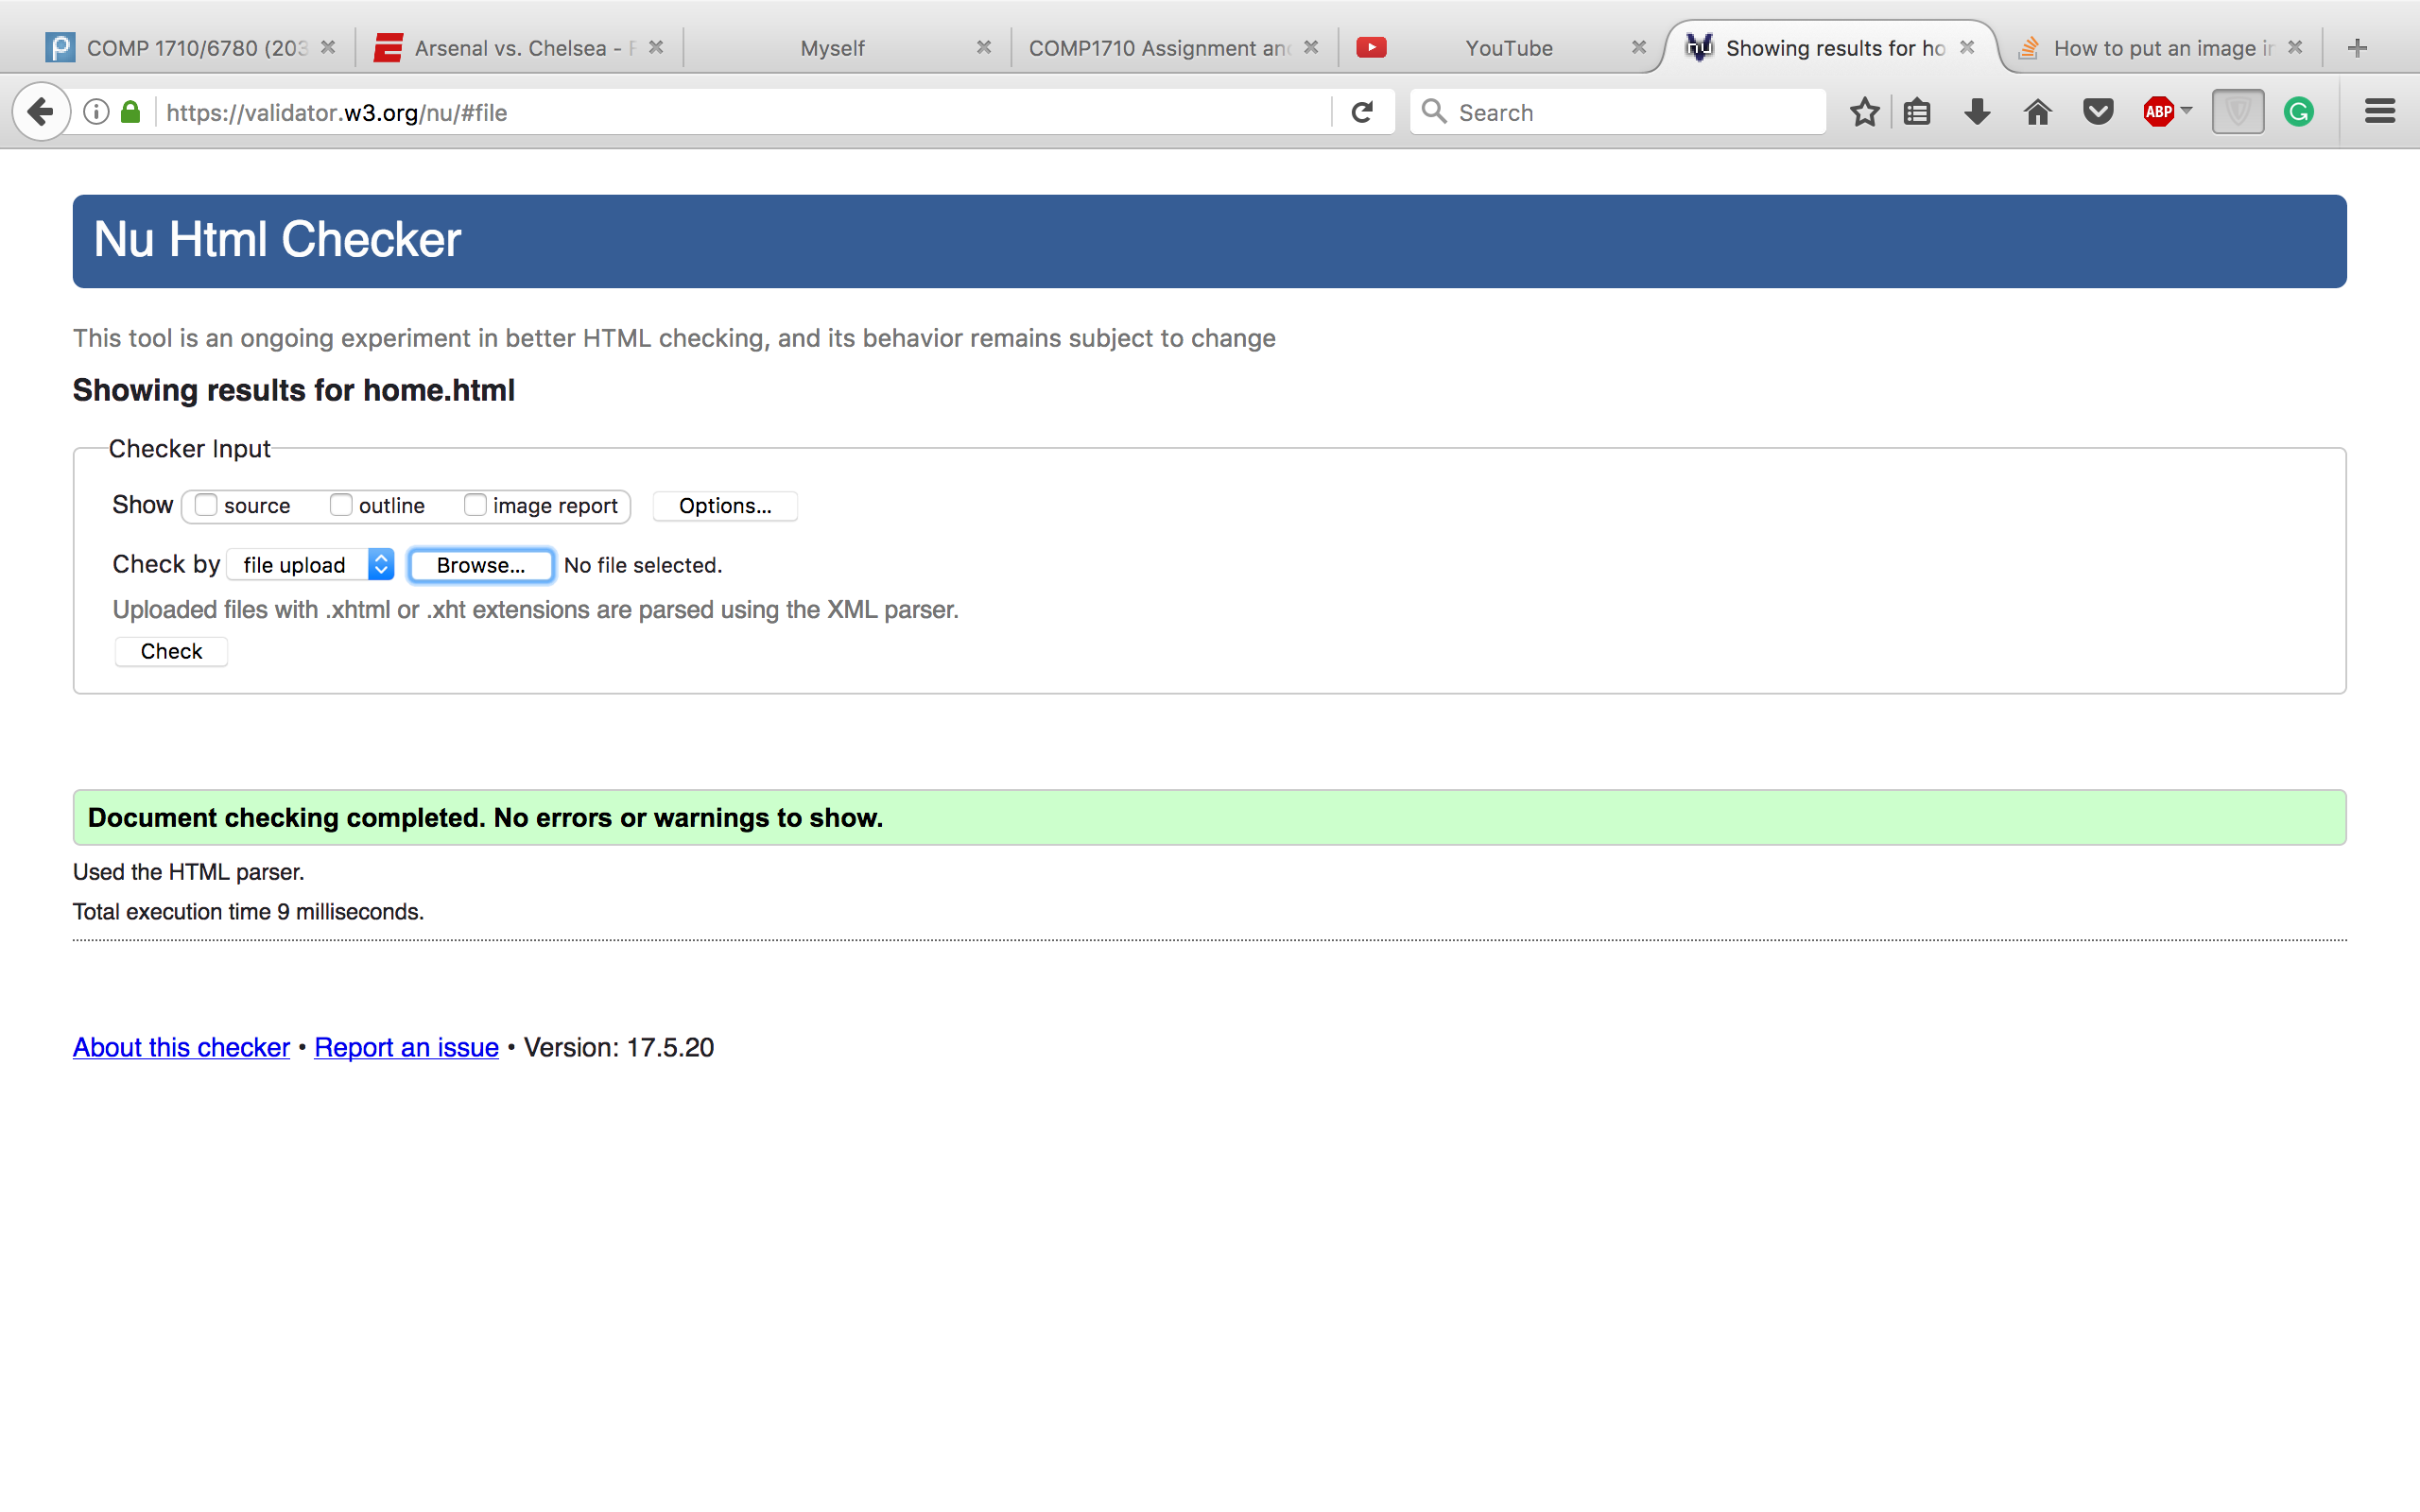 COMP 1710/6780 (203
Arsenal vs. Chelsea - F
Myself
COMP1710 Assignment an
YouTube
Showing results for ho
How to put an image in
https://validator.w3.org/nu/#file
Search
ABP
Nu Html Checker
This tool is an ongoing experiment in better HTML checking, and its behavior remains subject to change
Showing results for home.html
Checker Input
Show source outline image report Options...
Check by file upload Browse... No file selected.
Uploaded files with .xhtml or .xht extensions are parsed using the XML parser.
Check
Document checking completed. No errors or warnings to show.
Used the HTML parser.
Total execution time 9 milliseconds.
About this checker • Report an issue • Version: 17.5.20